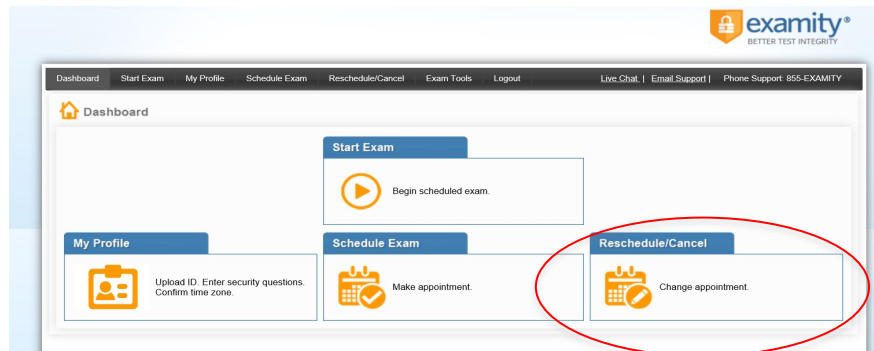 examity®
BETTER TEST INTEGRITY
Dashboard Start Exam My Profile Schedule Exam Reschedule/Cancel Exam Tools Logout Live Chat | Email Support | Phone Support: 855-EXAMITY
Dashboard
Start Exam
Begin scheduled exam.
My Profile
Upload ID. Enter security questions.
Confirm time zone.
Schedule Exam
Make appointment.
Reschedule/Cancel
Change appointment.